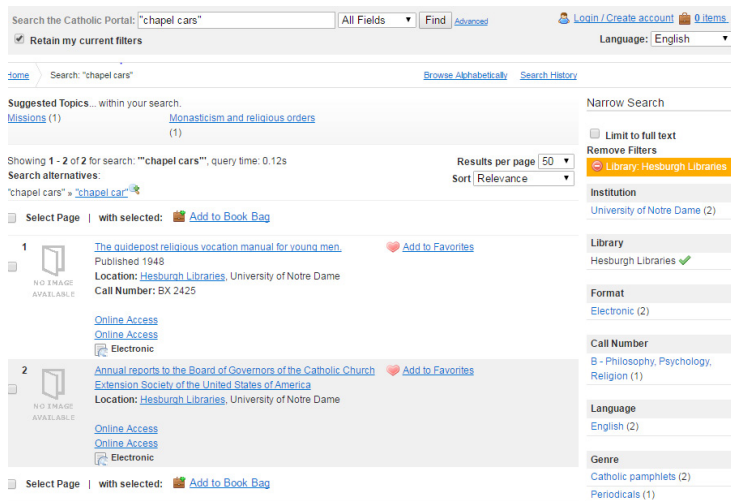 Search the Catholic Portal: "chapel cars" All Fields Find Advanced Login / Create account 0 items
Retain my current filters Language: English
Home Search: "chapel cars" Browse Alphabetically Search History
Suggested Topics... within your search.
Missions (1) Monasticism and religious orders
(1)
Showing 1 - 2 of 2 for search: '"chapel cars"', query time: 0.12s Results per page 50
Search alternatives: Sort Relevance
"chapel cars" » "chapel car"
Select Page | with selected: Add to Book Bag
1 The guidepost religious vocation manual for young men. Add to Favorites
Published 1948
Location: Hesburgh Libraries, University of Notre Dame
Call Number: BX 2425
NO IMAGE
AVAILABLE
Online Access
Online Access
Electronic
2 Annual reports to the Board of Governors of the Catholic Church Add to Favorites
Extension Society of the United States of America
Location: Hesburgh Libraries, University of Notre Dame
NO IMAGE
AVAILABLE
Online Access
Online Access
Electronic
Select Page | with selected: Add to Book Bag
Narrow Search
Limit to full text
Remove Filters
Library: Hesburgh Libraries
Institution
University of Notre Dame (2)
Library
Hesburgh Libraries
Format
Electronic (2)
Call Number
B - Philosophy, Psychology,
Religion (1)
Language
English (2)
Genre
Catholic pamphlets (2)
Periodicals (1)